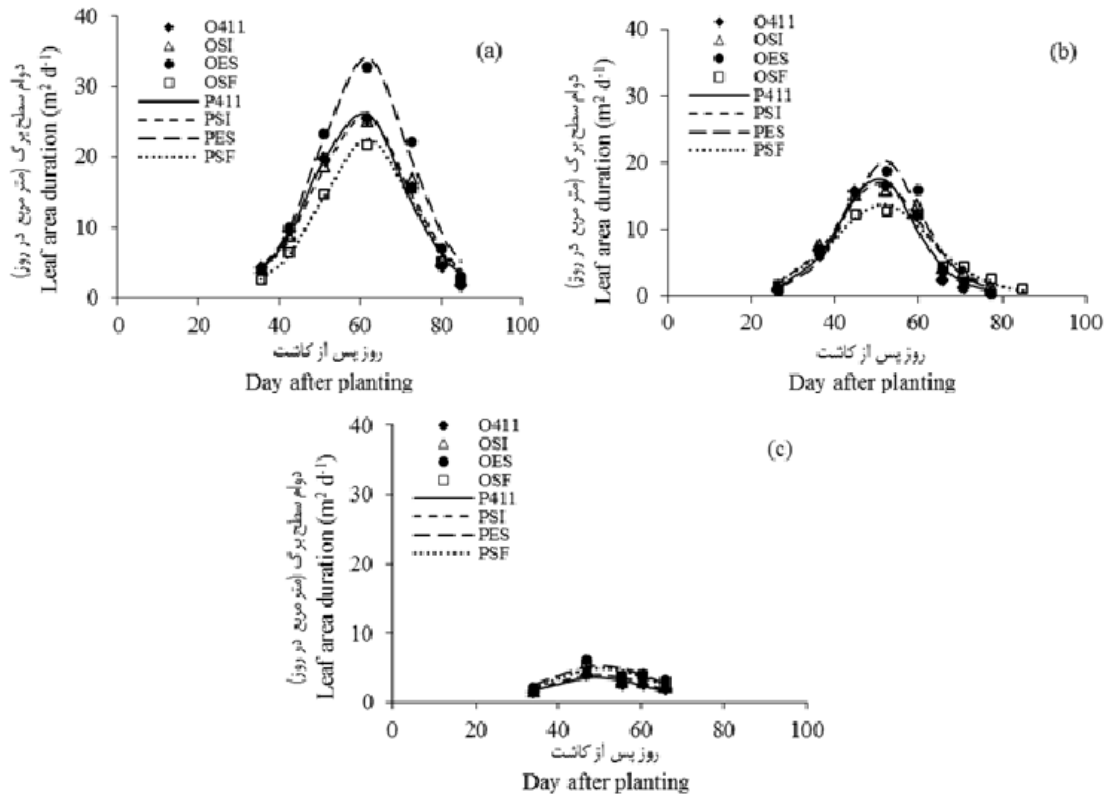 40
30
20
10
0
دوام سطح برگ (متر مربع در روز)
Leaf area duration (m² d⁻¹)
O411
OSI
OES
OSF
P411
PSI
PES
PSF
(a)
0 20 40 60 80 100
روز پس از کاشت
Day after planting
40
30
20
10
0
دوام سطح برگ (متر مربع در روز)
Leaf area duration (m² d⁻¹)
O411
OSI
OES
OSF
P411
PSI
PES
PSF
(b)
0 20 40 60 80 100
روز پس از کاشت
Day after planting
40
30
20
10
0
دوام سطح برگ (متر مربع در روز)
Leaf area duration (m² d⁻¹)
O411
OSI
OES
OSF
P411
PSI
PES
PSF
(c)
0 20 40 60 80 100
روز پس از کاشت
Day after planting